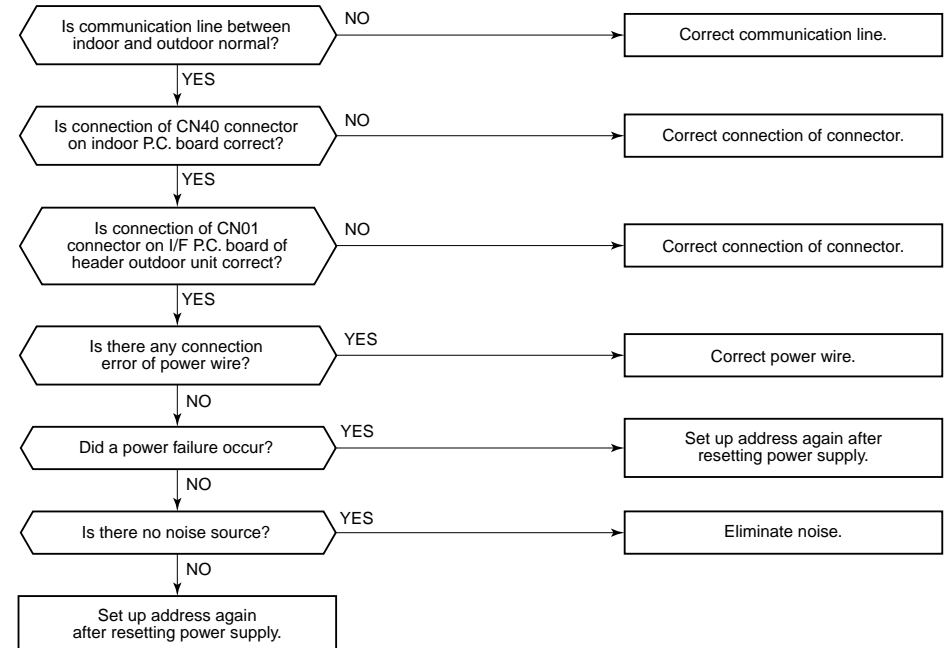 Is communication line between
indoor and outdoor normal?
NO
Correct communication line.
YES
Is connection of CN40 connector
on indoor P.C. board correct?
NO
Correct connection of connector.
YES
Is connection of CN01
connector on I/F P.C. board of
header outdoor unit correct?
NO
Correct connection of connector.
YES
Is there any connection
error of power wire?
YES
Correct power wire.
NO
Did a power failure occur?
YES
Set up address again after
resetting power supply.
NO
Is there no noise source?
YES
Eliminate noise.
NO
Set up address again
after resetting power supply.